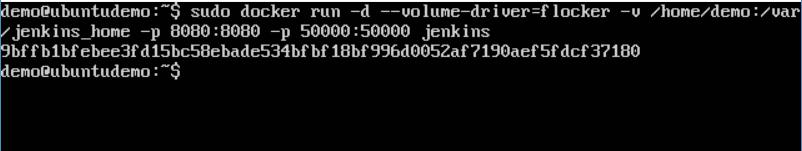 demo@ubuntudemo:~$ sudo docker run -d --volume-driver=flocker -v /home/demo:/var
/jenkins_home -p 8080:8080 -p 50000:50000 jenkins
9bffb1bfebee3fd15bc58ebade534bfbf18bf996d0052af7190aef5fdcf37180
demo@ubuntudemo:~$